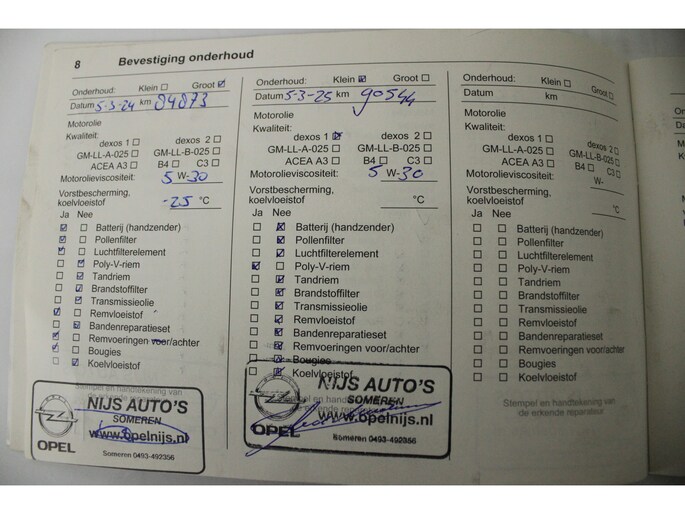 8 Bevestiging onderhoud
Onderhoud: Klein ☐ Groot ☑
Datum 5-3-24 km 84873
Motorolie
Kwaliteit:
dexos 1 ☐ dexos 2 ☐
GM-LL-A-025 ☐ GM-LL-B-025 ☐
ACEA A3 ☐ B4 ☐ C3 ☐
Motorolieviscositeit: 5 W-30
Vorstbescherming,
koelvloeistof -25 °C
Ja Nee
☑ ☐ Batterij (handzender)
☑ ☐ Pollenfilter
☑ ☐ Luchtfilterelement
☐ ☑ Poly-V-riem
☐ ☑ Tandriem
☐ ☑ Brandstoffilter
☐ ☑ Transmissieolie
☑ ☐ Remvloeistof
☐ ☑ Bandenreparatieset
☑ ☐ Remvoeringen voor/achter
☑ ☐ Bougies
☐ ☑ Koelvloeistof
Stempel en handtekening van
NIJS AUTO'S
SOMEREN
www.opelnijs.nl
OPEL
Someren 0493-492356
Onderhoud: Klein ☑ Groot ☐
Datum 5-3-25 km 90544
Motorolie
Kwaliteit:
dexos 1 ☑ dexos 2 ☐
GM-LL-A-025 ☐ GM-LL-B-025 ☐
ACEA A3 ☐ B4 ☐ C3 ☐
Motorolieviscositeit: 5 W-30
Vorstbescherming,
koelvloeistof °C
Ja Nee
☐ ☑ Batterij (handzender)
☐ ☑ Pollenfilter
☐ ☑ Luchtfilterelement
☑ ☐ Poly-V-riem
☐ ☑ Tandriem
☐ ☑ Brandstoffilter
☐ ☐ Transmissieolie
☐ ☑ Remvloeistof
☐ ☑ Bandenreparatieset
☐ ☑ Remvoeringen voor/achter
☐ ☑ Bougies
☐ ☑ Koelvloeistof
NIJS AUTO'S
SOMEREN
www.opelnijs.nl
OPEL
Someren 0493-492356
Onderhoud: Klein ☐ Groot ☐
Datum km
Motorolie
Kwaliteit:
dexos 1 ☐ dexos 2 ☐
GM-LL-A-025 ☐ GM-LL-B-025 ☐
ACEA A3 ☐ B4 ☐ C3 ☐
Motorolieviscositeit: W-
Vorstbescherming,
koelvloeistof °C
Ja Nee
☐ ☐ Batterij (handzender)
☐ ☐ Pollenfilter
☐ ☐ Luchtfilterelement
☐ ☐ Poly-V-riem
☐ ☐ Tandriem
☐ ☐ Brandstoffilter
☐ ☐ Transmissieolie
☐ ☐ Remvloeistof
☐ ☐ Bandenreparatieset
☐ ☐ Remvoeringen voor/achter
☐ ☐ Bougies
☐ ☐ Koelvloeistof
Stempel en handtekening van
de erkende reparateur